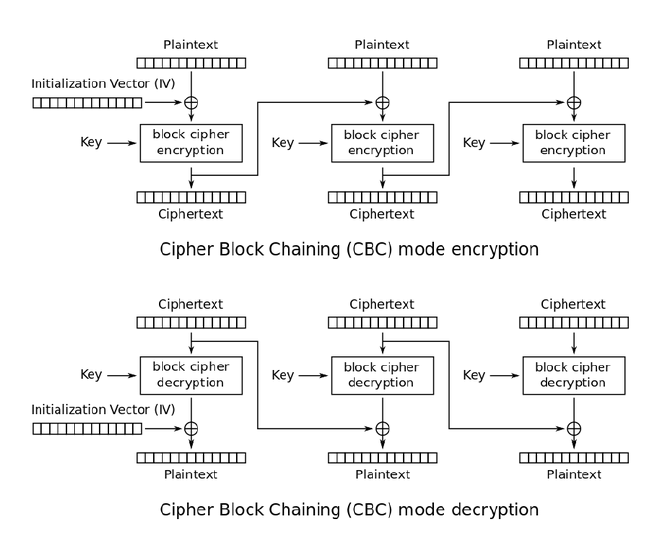 Plaintext Plaintext Plaintext
Initialization Vector (IV)
Key block cipher encryption Key block cipher encryption Key block cipher encryption
Ciphertext Ciphertext Ciphertext
Cipher Block Chaining (CBC) mode encryption
Ciphertext Ciphertext Ciphertext
Key block cipher decryption Key block cipher decryption Key block cipher decryption
Initialization Vector (IV)
Plaintext Plaintext Plaintext
Cipher Block Chaining (CBC) mode decryption